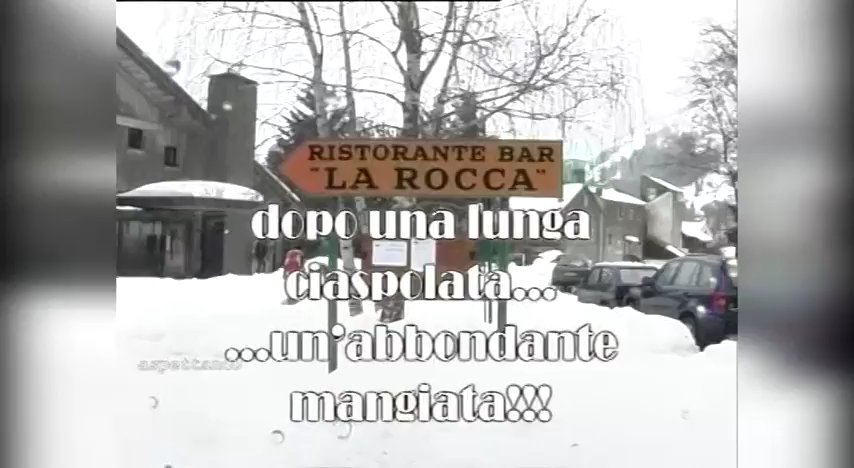 RISTORANTE BAR
"LA ROCCA"
dopo una lunga
ciaspolata...
...un'abbondante
aspettando
mangiata!!!